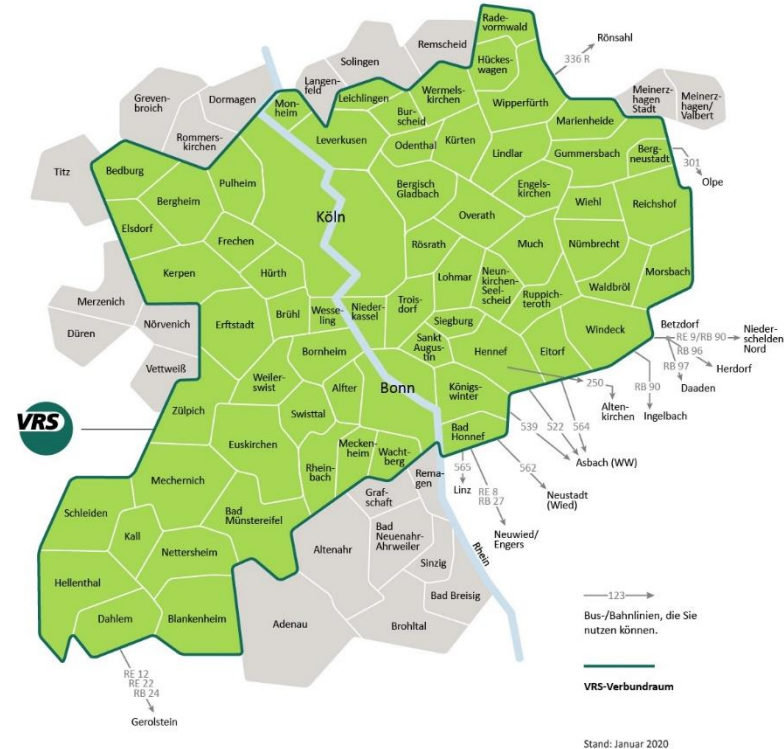 Rade-
vormwald
Rönsahl
336 R
Remscheid
Solingen
Hückes-
wagen
Langen-
feld
Leichlingen
Wermels-
kirchen
Wipperfürth
Meinerz-
hagen
Stadt
Meinerz-
hagen/
Valbert
Greven-
broich
Dormagen
Mon-
heim
Bur-
scheid
Marienheide
Rommers-
kirchen
Leverkusen
Odenthal
Kürten
Lindlar
Gummersbach
Berg-
neustadt
301
Olpe
Titz
Bedburg
Pulheim
Bergheim
Bergisch
Gladbach
Engels-
kirchen
Wiehl
Reichshof
Elsdorf
Köln
Overath
Frechen
Rösrath
Much
Nümbrecht
Kerpen
Hürth
Lohmar
Neun-
kirchen-
Seel-
scheid
Ruppich-
teroth
Waldbröl
Morsbach
Merzenich
Nörvenich
Düren
Erftstadt
Brühl
Wesse-
ling
Nieder-
kassel
Trois-
dorf
Siegburg
Windeck
Betzdorf
RE 9/RB 90
Nieder-
schelden
Nord
RB 96
Herdorf
RB 97
Daaden
Vettweiß
Bornheim
Sankt
Augus-
tin
Hennef
Eitorf
RB 90
Ingelbach
250
Alten-
kirchen
Zülpich
Weiler-
swist
Alfter
Bonn
Königs-
winter
VRS
Swisttal
539
522
564
Asbach (WW)
Euskirchen
Mecken-
heim
Wacht-
berg
Bad
Honnef
Rhein-
bach
Mechernich
565
Linz
562
Neustadt
(Wied)
RE 8
RB 27
Neuwied/
Engers
Rema-
gen
Graf-
schaft
Schleiden
Bad
Münstereifel
Kall
Altenahr
Bad
Neuenahr-
Ahrweiler
Rhein
Nettersheim
Sinzig
Hellenthal
Bad Breisig
Dahlem
Blankenheim
Adenau
Brohltal
123
Bus-/Bahnlinien, die Sie
nutzen können.
RE 12
RE 22
RB 24
Gerolstein
VRS-Verbundraum
Stand: Januar 2020